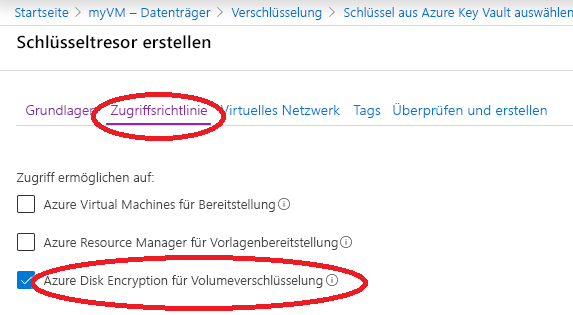 Startseite > myVM – Datenträger > Verschlüsselung > Schlüssel aus Azure Key Vault auswählen
Schlüsseltresor erstellen
Grundlagen Zugriffsrichtlinie Virtuelles Netzwerk Tags Überprüfen und erstellen
Zugriff ermöglichen auf:
Azure Virtual Machines für Bereitstellung
Azure Resource Manager für Vorlagenbereitstellung
Azure Disk Encryption für Volumeverschlüsselung